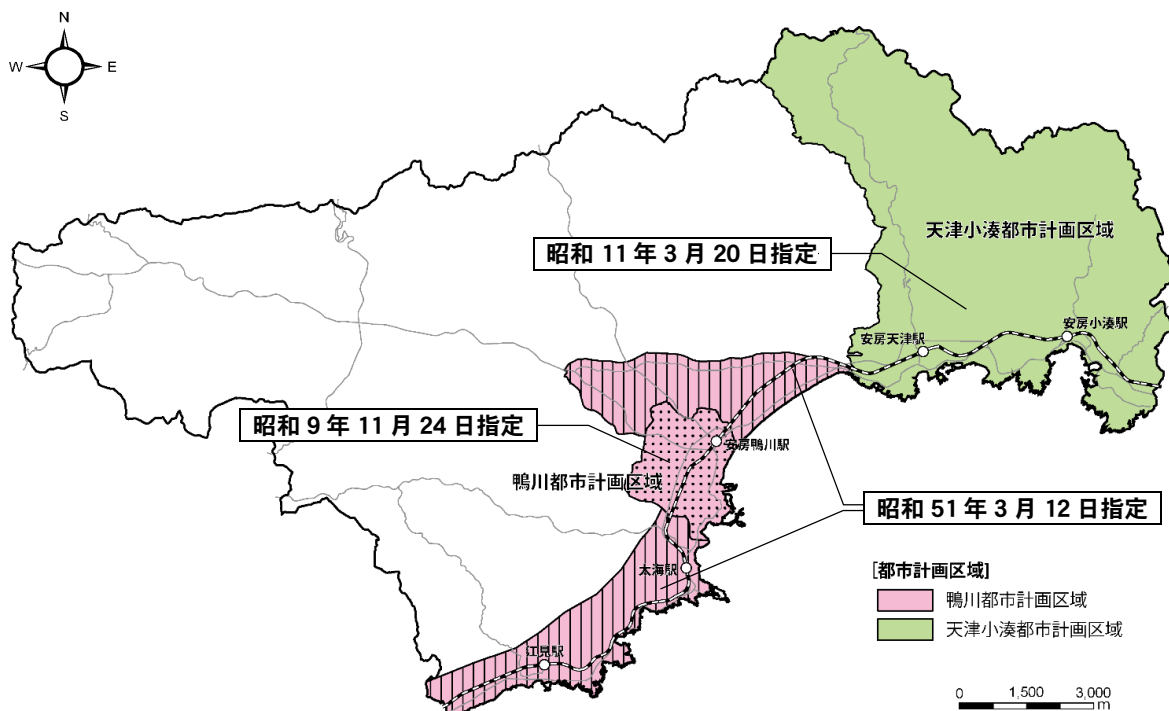 N
W E
S
天津小湊都市計画区域
昭和 11 年 3 月 20 日指定
安房小湊駅
安房天津駅
昭和 9 年 11 月 24 日指定
安房鴨川駅
鴨川都市計画区域
昭和 51 年 3 月 12 日指定
太海駅
[都市計画区域]
鴨川都市計画区域
天津小湊都市計画区域
江見駅
0 1,500 3,000
m